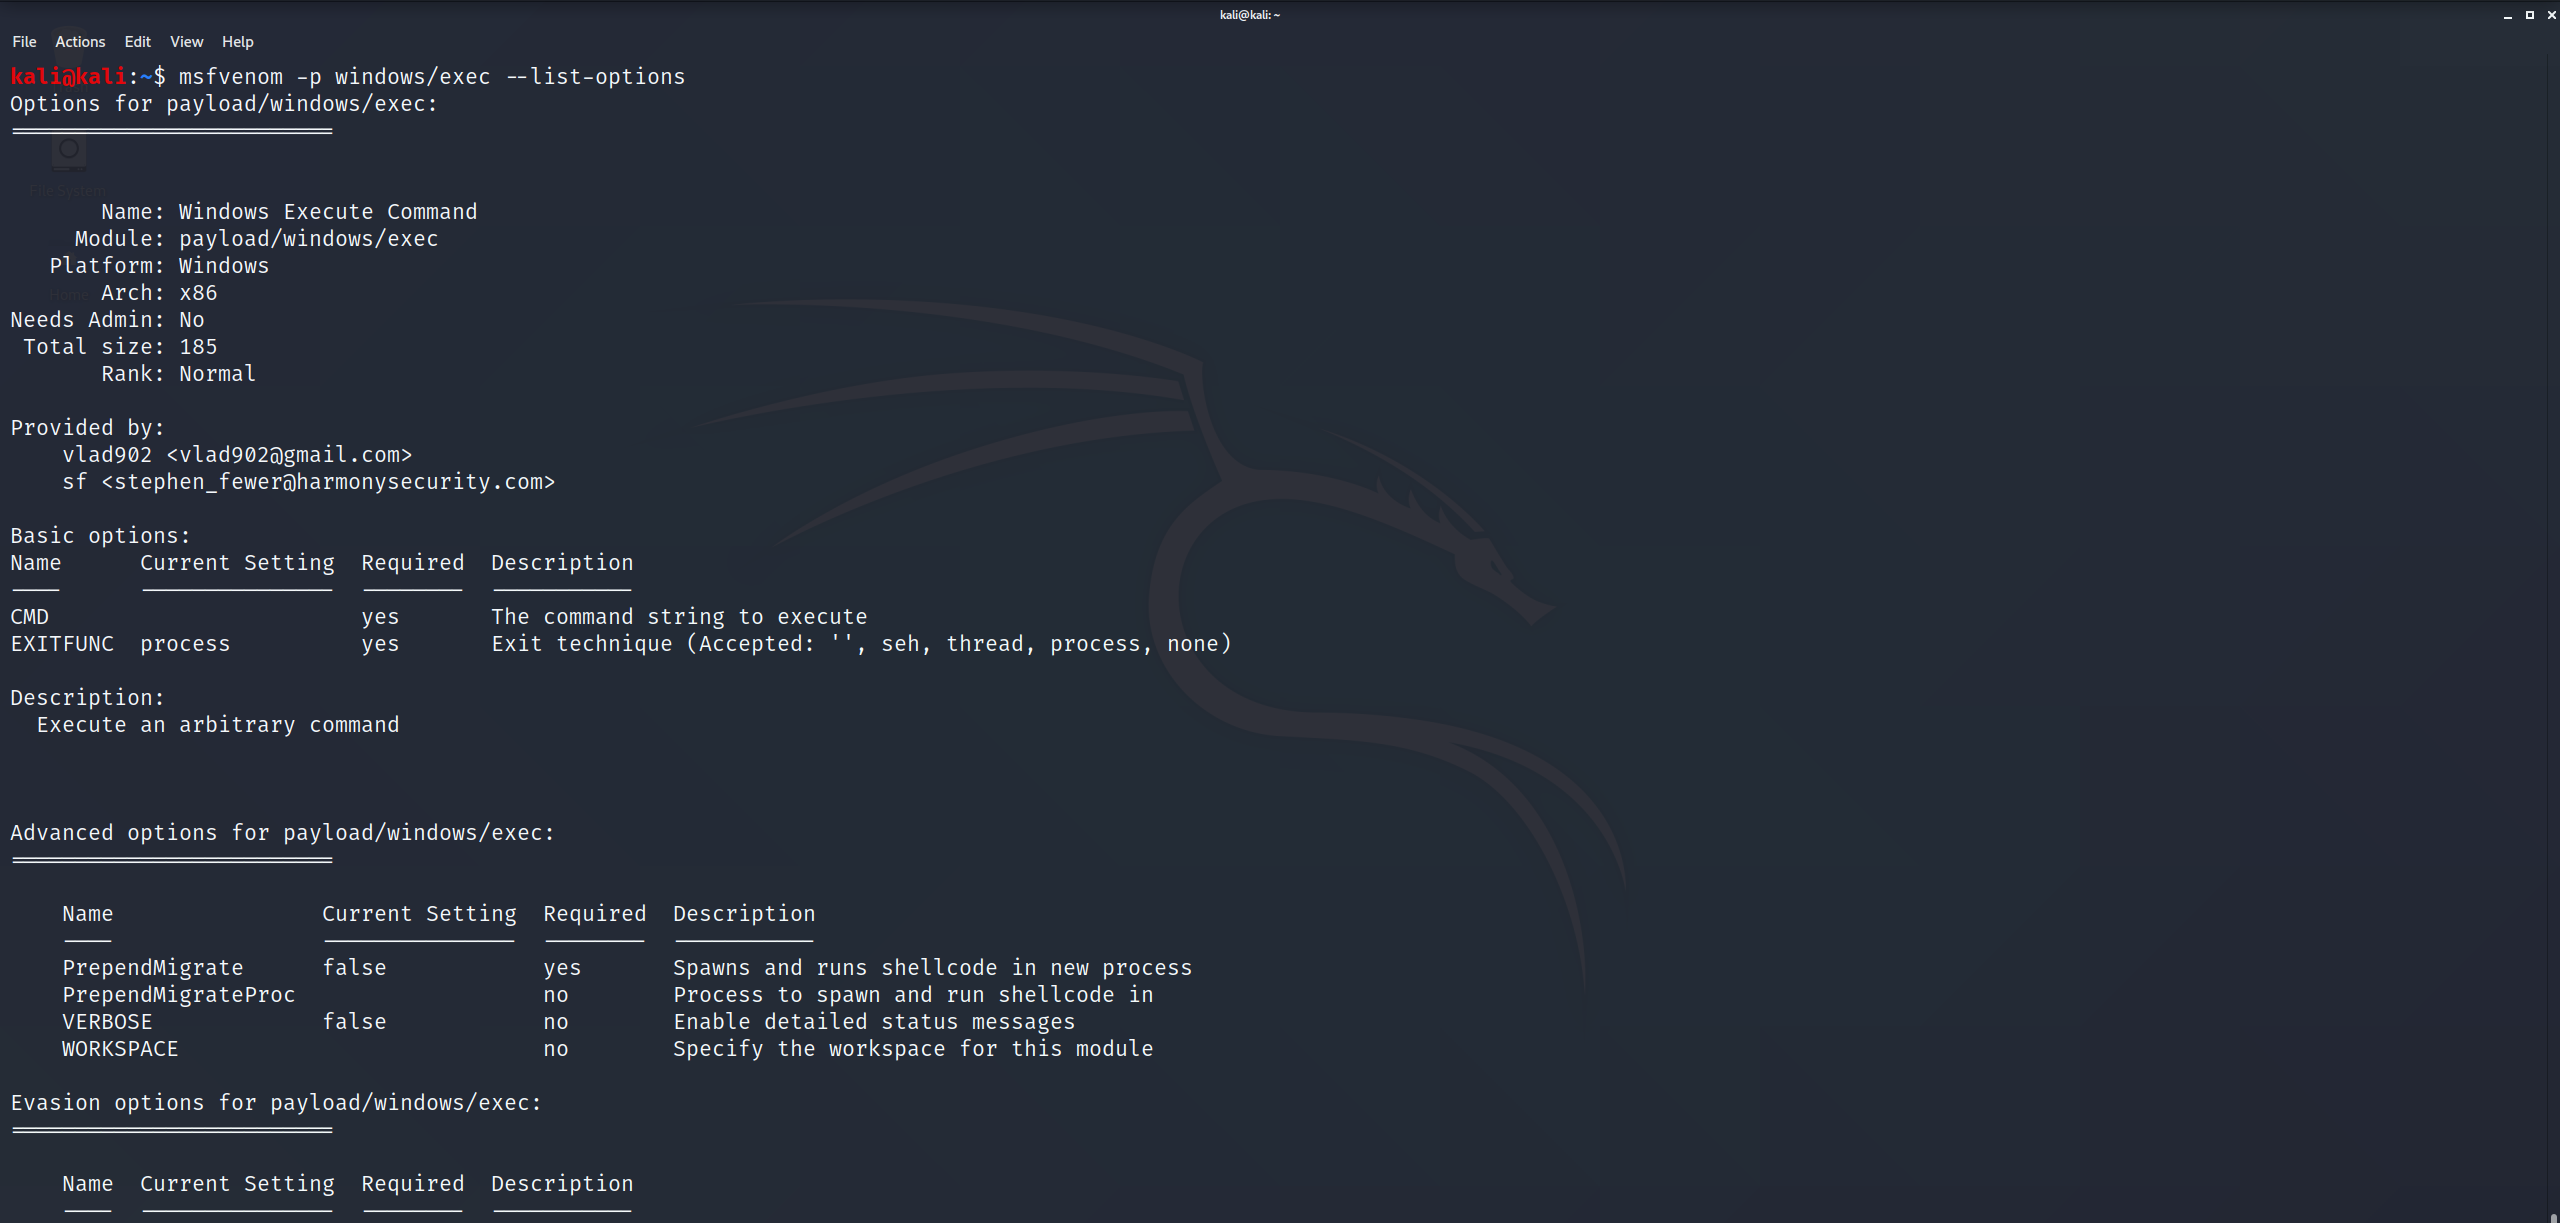 kali@kali: ~
File Actions Edit View Help
kali@kali:~$ msfvenom -p windows/exec --list-options
Options for payload/windows/exec:
=========================
File System
Name: Windows Execute Command
Module: payload/windows/exec
Platform: Windows
Home
Arch: x86
Needs Admin: No
Total size: 185
Rank: Normal
Provided by:
vlad902 <vlad902@gmail.com>
sf <stephen_fewer@harmonysecurity.com>
Basic options:
Name Current Setting Required Description
---- --------------- -------- -----------
CMD yes The command string to execute
EXITFUNC process yes Exit technique (Accepted: '', seh, thread, process, none)
Description:
Execute an arbitrary command
Advanced options for payload/windows/exec:
=========================
Name Current Setting Required Description
---- --------------- -------- -----------
PrependMigrate false yes Spawns and runs shellcode in new process
PrependMigrateProc no Process to spawn and run shellcode in
VERBOSE false no Enable detailed status messages
WORKSPACE no Specify the workspace for this module
Evasion options for payload/windows/exec:
=========================
Name Current Setting Required Description
---- --------------- -------- -----------